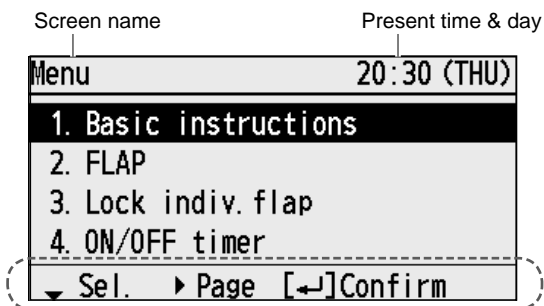 Screen name Present time & day
Menu 20:30 (THU)
1. Basic instructions
2. FLAP
3. Lock indiv.flap
4. ON/OFF timer
Sel. Page [↵]Confirm